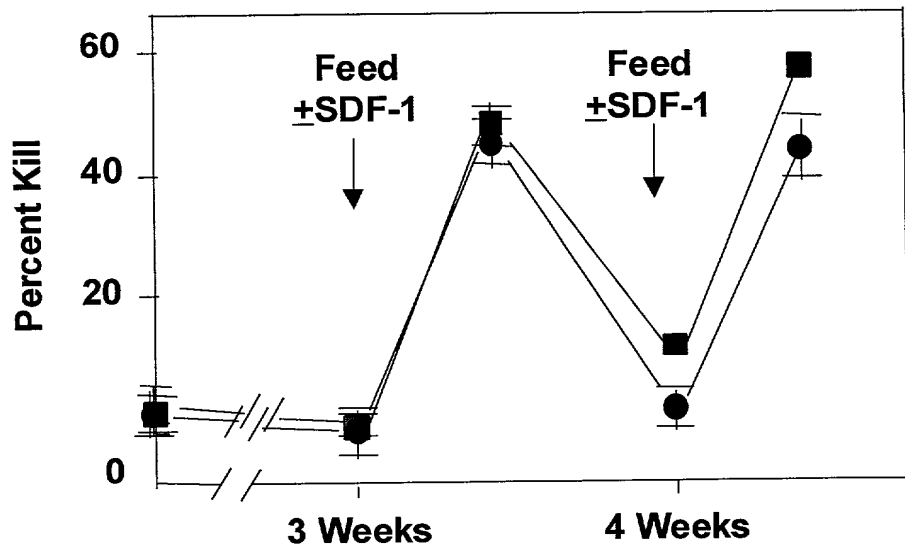 60
40
20
0
Percent Kill
Feed
±SDF-1
Feed
±SDF-1
3 Weeks
4 Weeks